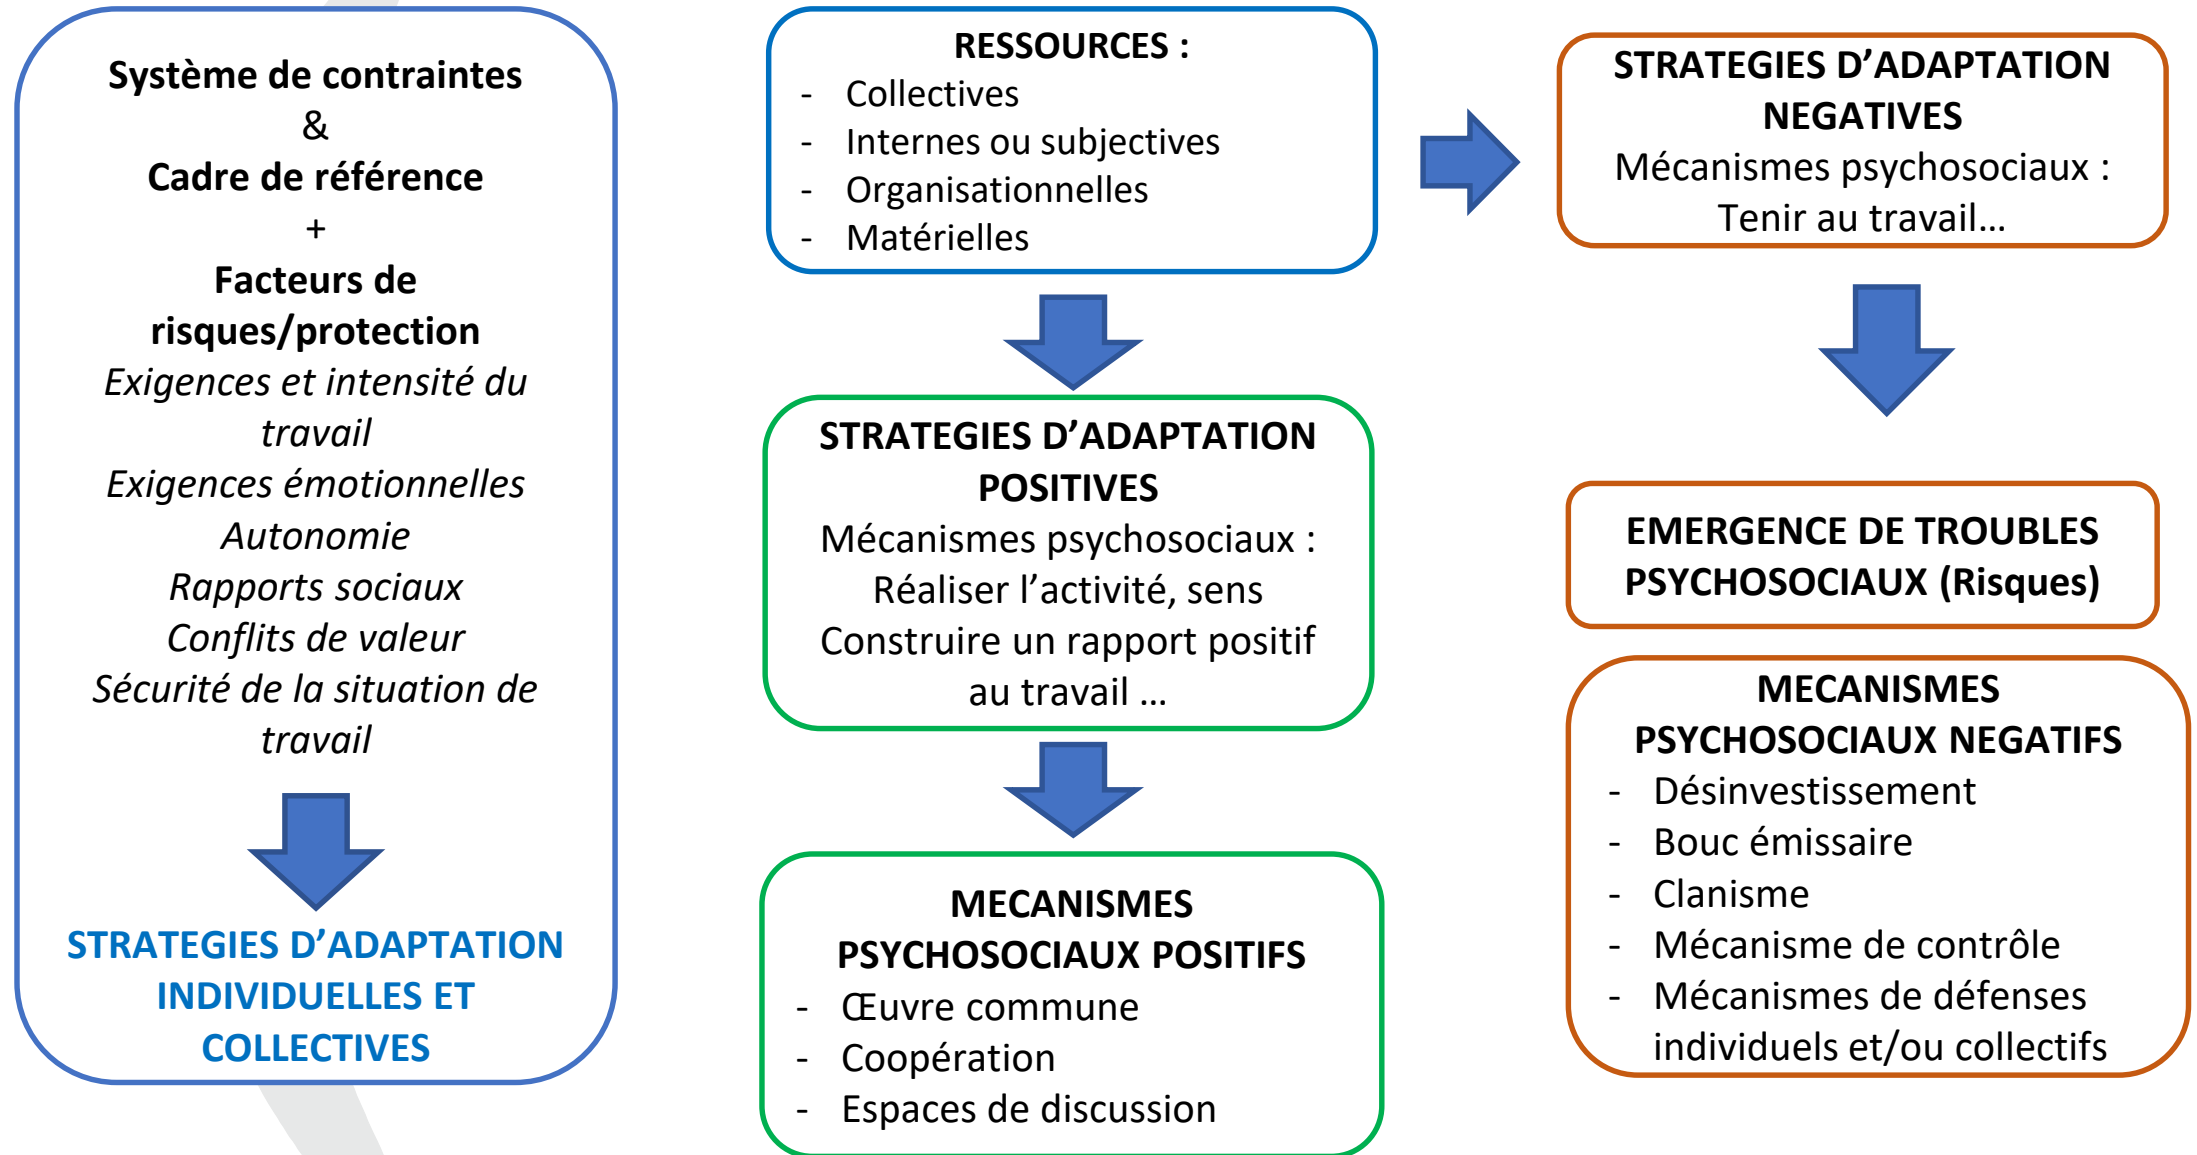 Système de contraintes
&
Cadre de référence
+
Facteurs de
risques/protection
Exigences et intensité du
travail
Exigences émotionnelles
Autonomie
Rapports sociaux
Conflits de valeur
Sécurité de la situation de
travail
STRATEGIES D’ADAPTATION
INDIVIDUELLES ET
COLLECTIVES
RESSOURCES :
- Collectives
- Internes ou subjectives
- Organisationnelles
- Matérielles
STRATEGIES D’ADAPTATION
POSITIVES
Mécanismes psychosociaux :
Réaliser l’activité, sens
Construire un rapport positif
au travail …
MECANISMES
PSYCHOSOCIAUX POSITIFS
- Œuvre commune
- Coopération
- Espaces de discussion
STRATEGIES D’ADAPTATION
NEGATIVES
Mécanismes psychosociaux :
Tenir au travail…
EMERGENCE DE TROUBLES
PSYCHOSOCIAUX (Risques)
MECANISMES
PSYCHOSOCIAUX NEGATIFS
- Désinvestissement
- Bouc émissaire
- Clanisme
- Mécanisme de contrôle
- Mécanismes de défenses
individuels et/ou collectifs